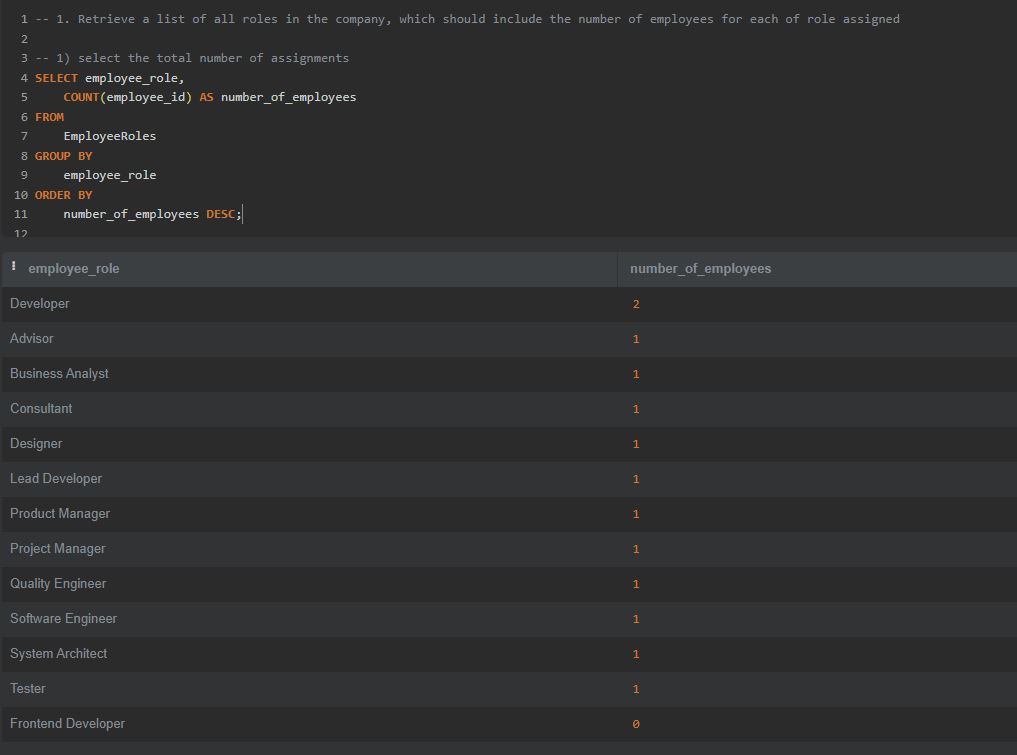 1 -- 1. Retrieve a list of all roles in the company, which should include the number of employees for each of role assigned
2
3 -- 1) select the total number of assignments
4 SELECT employee_role,
5     COUNT(employee_id) AS number_of_employees
6 FROM
7     EmployeeRoles
8 GROUP BY
9     employee_role
10 ORDER BY
11     number_of_employees DESC;
12
employee_role number_of_employees
Developer 2
Advisor 1
Business Analyst 1
Consultant 1
Designer 1
Lead Developer 1
Product Manager 1
Project Manager 1
Quality Engineer 1
Software Engineer 1
System Architect 1
Tester 1
Frontend Developer 0